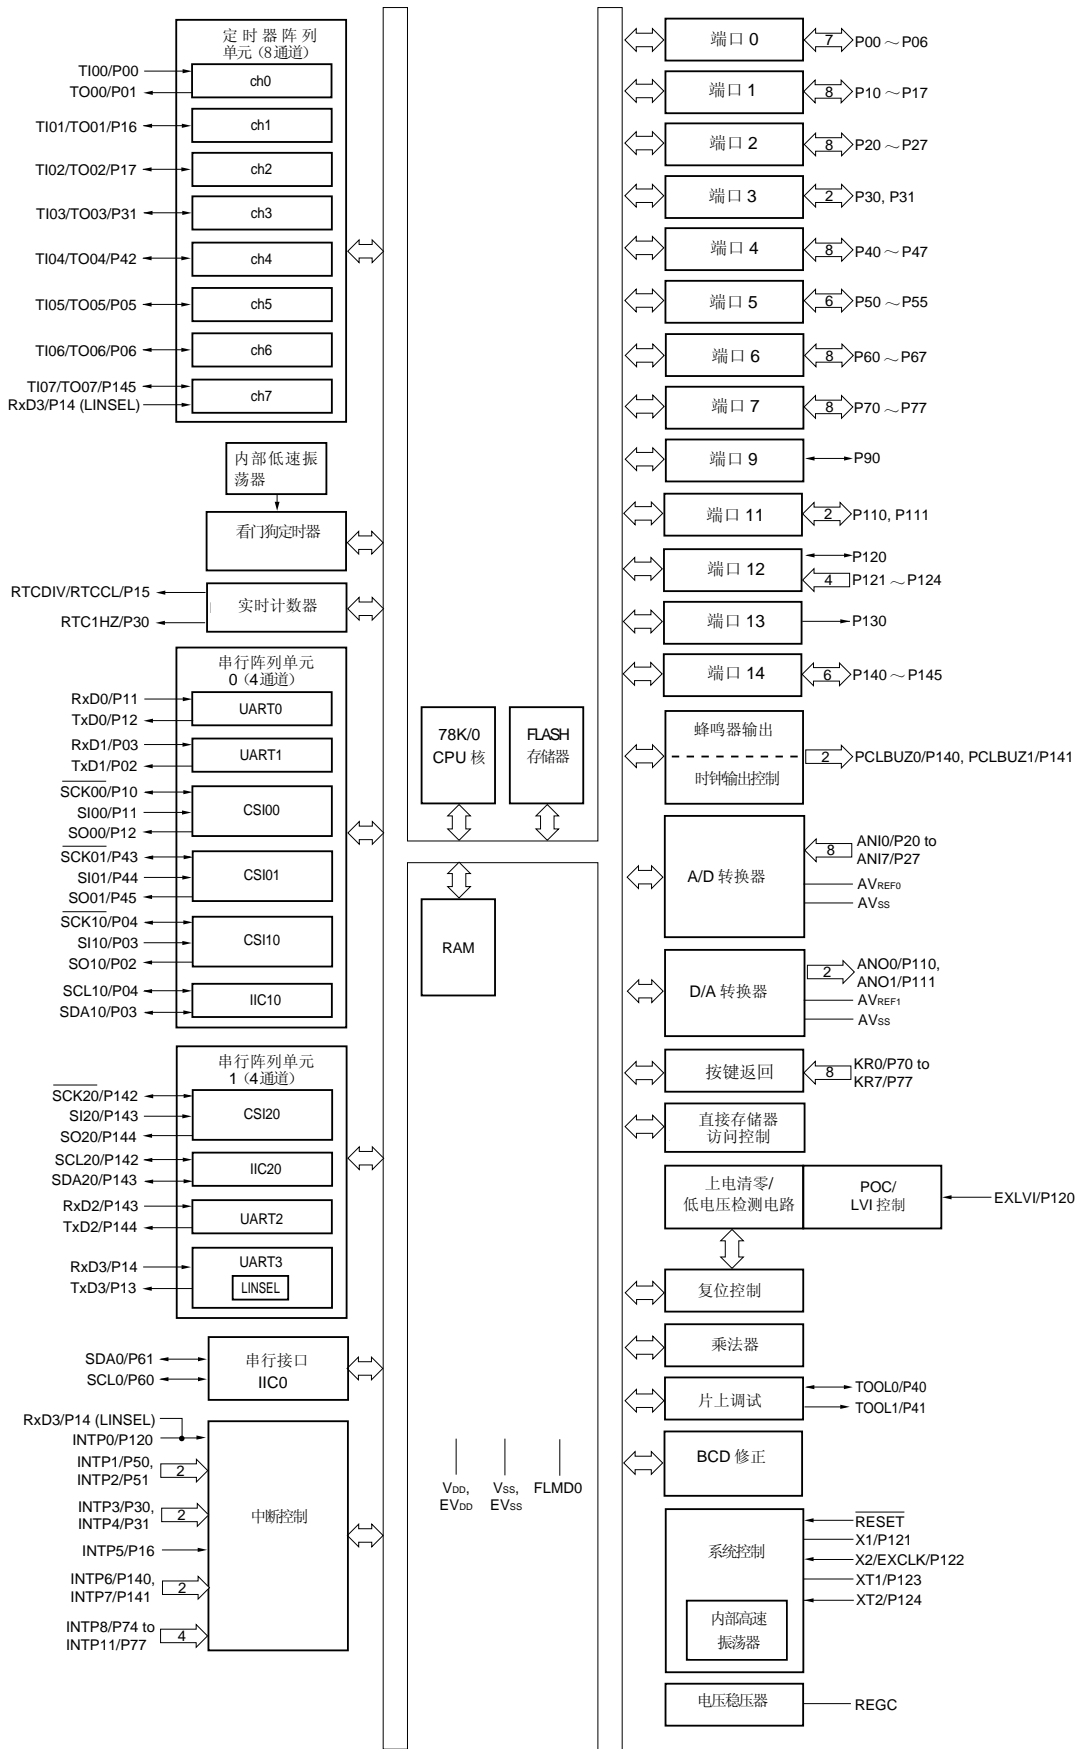 定时器阵列
单元（8通道）
TI00/P00
TO00/P01
ch0
TI01/TO01/P16
ch1
TI02/TO02/P17
ch2
TI03/TO03/P31
ch3
TI04/TO04/P42
ch4
TI05/TO05/P05
ch5
TI06/TO06/P06
ch6
TI07/TO07/P145
RxD3/P14 (LINSEL)
ch7
内部低速振
荡器
看门狗定时器
RTCDIV/RTCCL/P15
RTC1HZ/P30
实时计数器
串行阵列单元
0（4通道）
RxD0/P11
TxD0/P12
UART0
RxD1/P03
TxD1/P02
UART1
SCK00/P10
SI00/P11
SO00/P12
CSI00
SCK01/P43
SI01/P44
SO01/P45
CSI01
SCK10/P04
SI10/P03
SO10/P02
CSI10
SCL10/P04
SDA10/P03
IIC10
串行阵列单元
1（4通道）
SCK20/P142
SI20/P143
SO20/P144
CSI20
SCL20/P142
SDA20/P143
IIC20
RxD2/P143
TxD2/P144
UART2
RxD3/P14
TxD3/P13
UART3
LINSEL
SDA0/P61
SCL0/P60
串行接口
IIC0
RxD3/P14 (LINSEL)
INTP0/P120
INTP1/P50,
INTP2/P51
2
INTP3/P30,
INTP4/P31
2
INTP5/P16
INTP6/P140,
INTP7/P141
2
INTP8/P74 to
INTP11/P77
4
中断控制
78K/0
CPU 核
FLASH
存储器
RAM
VDD,
EVDD
VSS,
EVSS
FLMD0
端口 0
7
P00 ～ P06
端口 1
8
P10 ～ P17
端口 2
8
P20 ～ P27
端口 3
2
P30, P31
端口 4
8
P40 ～ P47
端口 5
6
P50 ～ P55
端口 6
8
P60 ～ P67
端口 7
8
P70 ～ P77
端口 9
P90
端口 11
2
P110, P111
端口 12
P120
4
P121 ～ P124
端口 13
P130
端口 14
6
P140 ～ P145
蜂鸣器输出
时钟输出控制
2
PCLBUZ0/P140, PCLBUZ1/P141
A/D 转换器
8
ANI0/P20 to
ANI7/P27
AVREF0
AVSS
D/A 转换器
2
ANO0/P110,
ANO1/P111
AVREF1
AVSS
按键返回
8
KR0/P70 to
KR7/P77
直接存储器
访问控制
上电清零/
低电压检测电路
POC/
LVI 控制
EXLVI/P120
复位控制
乘法器
片上调试
TOOL0/P40
TOOL1/P41
BCD 修正
系统控制
RESET
X1/P121
X2/EXCLK/P122
XT1/P123
XT2/P124
内部高速
振荡器
电压稳压器
REGC